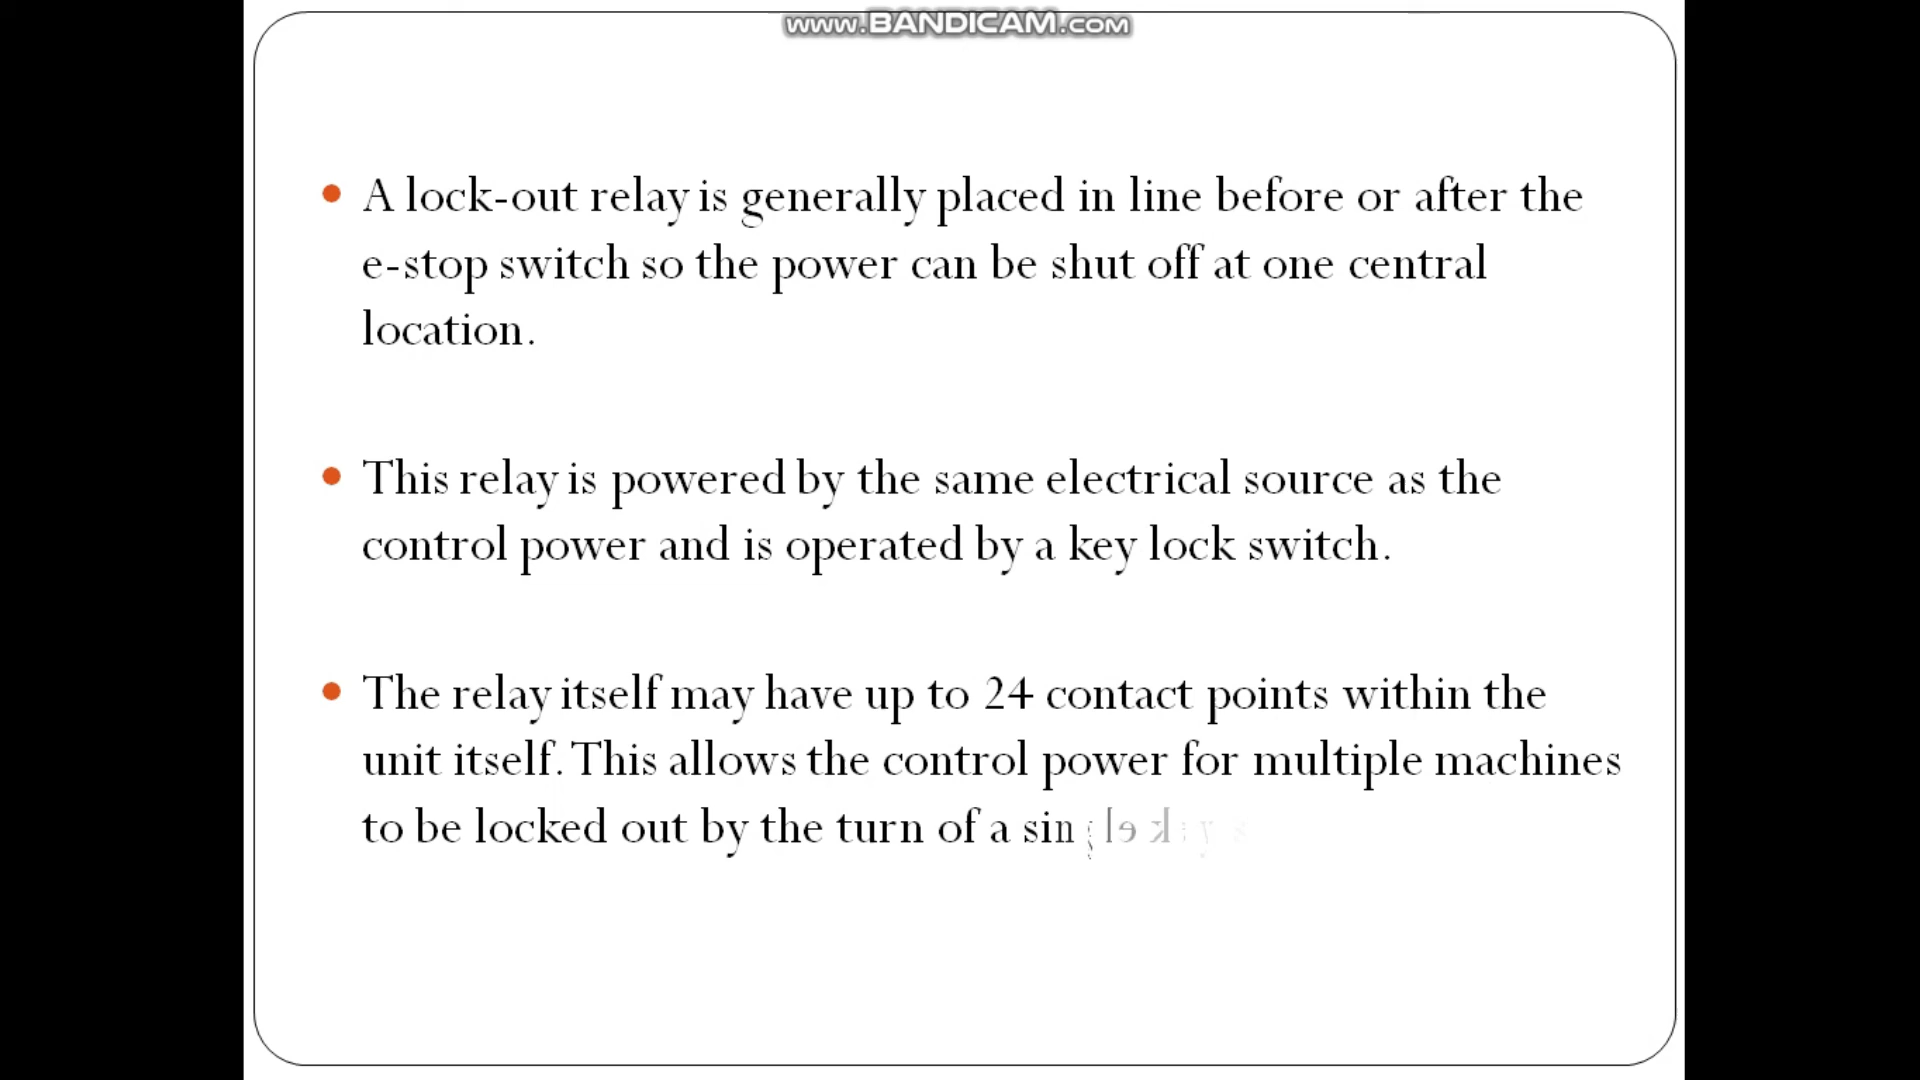 www.BANDICAM.com
A lock-out relay is generally placed in line before or after the
e-stop switch so the power can be shut off at one central
location.
This relay is powered by the same electrical source as the
control power and is operated by a key lock switch.
The relay itself may have up to 24 contact points within the
unit itself. This allows the control power for multiple machines
to be locked out by the turn of a